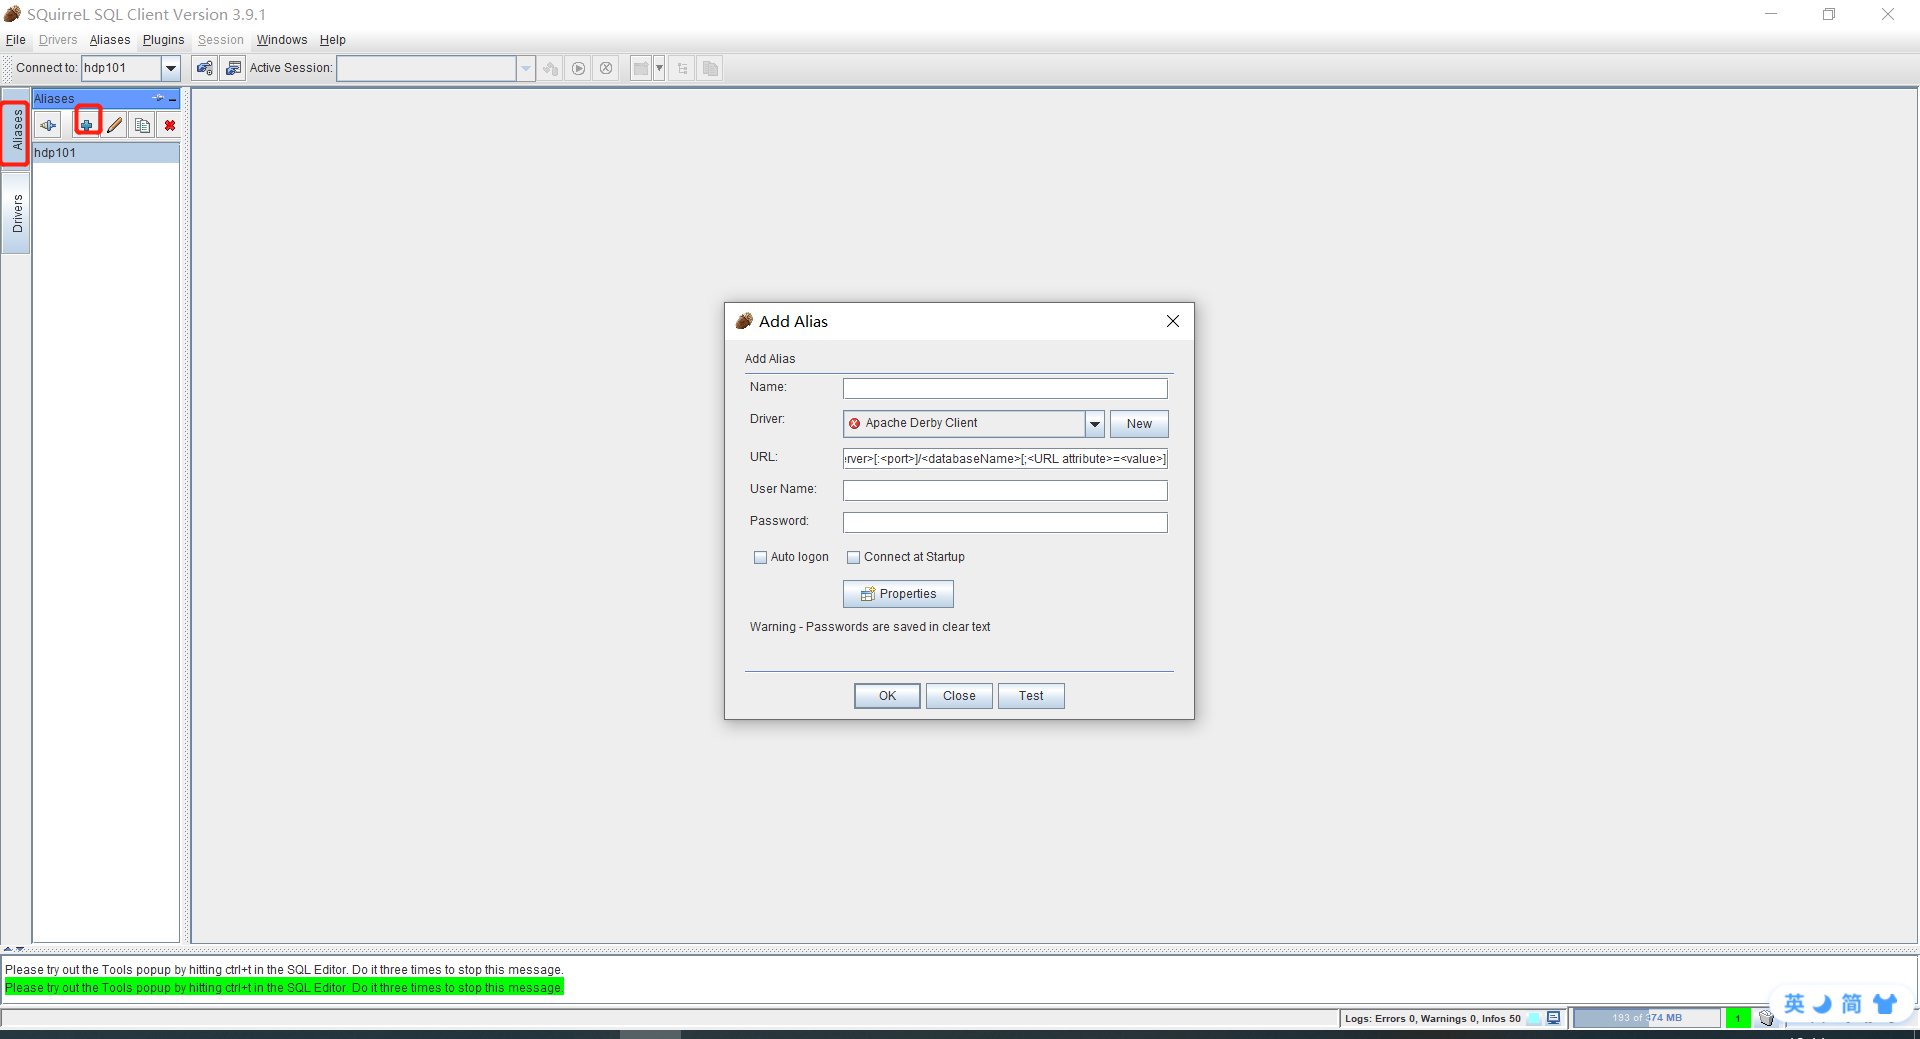 SQuirreL SQL Client Version 3.9.1
File Drivers Aliases Plugins Session Windows Help
Connect to: hdp101 Active Session:
Aliases
Aliases
hdp101
Drivers
Add Alias
Add Alias
Name:
Driver: Apache Derby Client New
URL: rver>[:<port>]/<databaseName>[;<URL attribute>=<value>]
User Name:
Password:
Auto logon Connect at Startup
Properties
Warning - Passwords are saved in clear text
OK Close Test
Please try out the Tools popup by hitting ctrl+t in the SQL Editor. Do it three times to stop this message.
Please try out the Tools popup by hitting ctrl+t in the SQL Editor. Do it three times to stop this message.
Logs: Errors 0, Warnings 0, Infos 50 193 of 374 MB 1
英 简